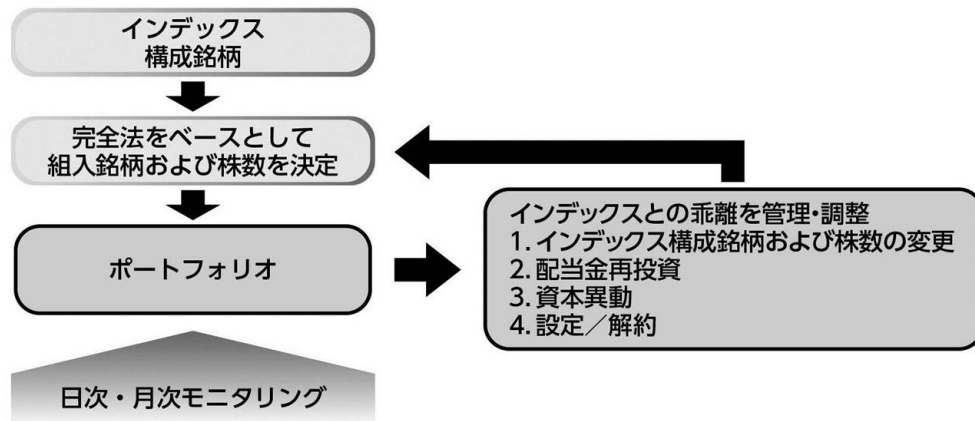 インデックス
構成銘柄
完全法をベースとして
組入銘柄および株数を決定
ポートフォリオ
インデックスとの乖離を管理・調整
1. インデックス構成銘柄および株数の変更
2. 配当金再投資
3. 資本異動
4. 設定／解約
日次・月次モニタリング